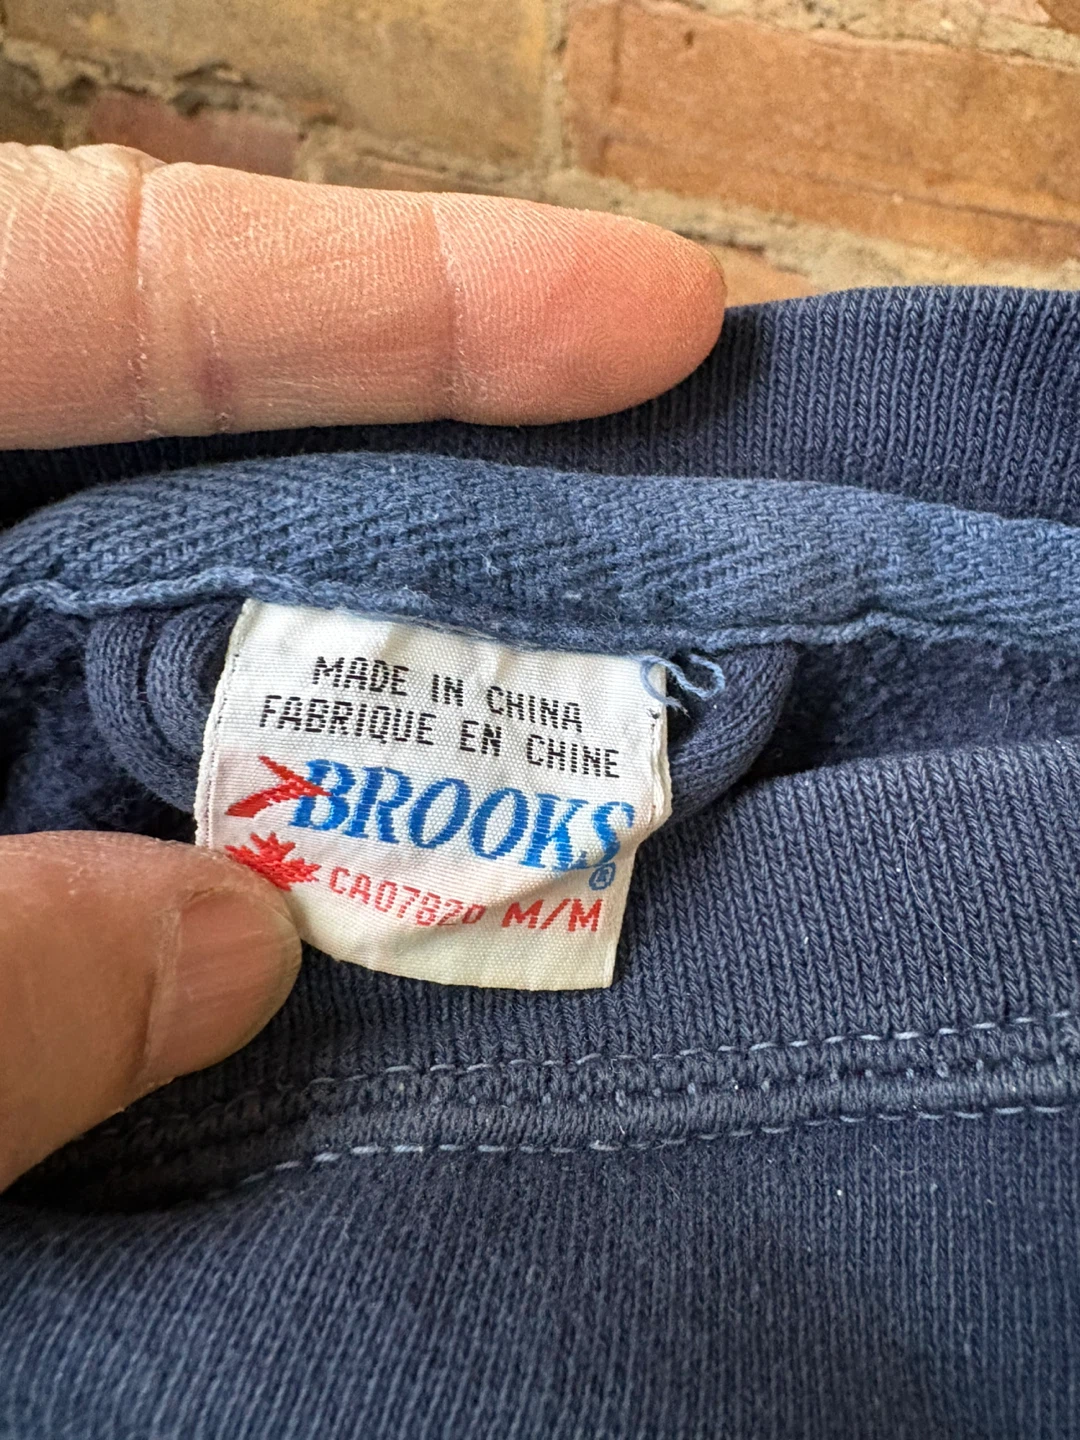 MADE IN CHINA
FABRIQUE EN CHINE
BROOKS®
CA07820 M/M